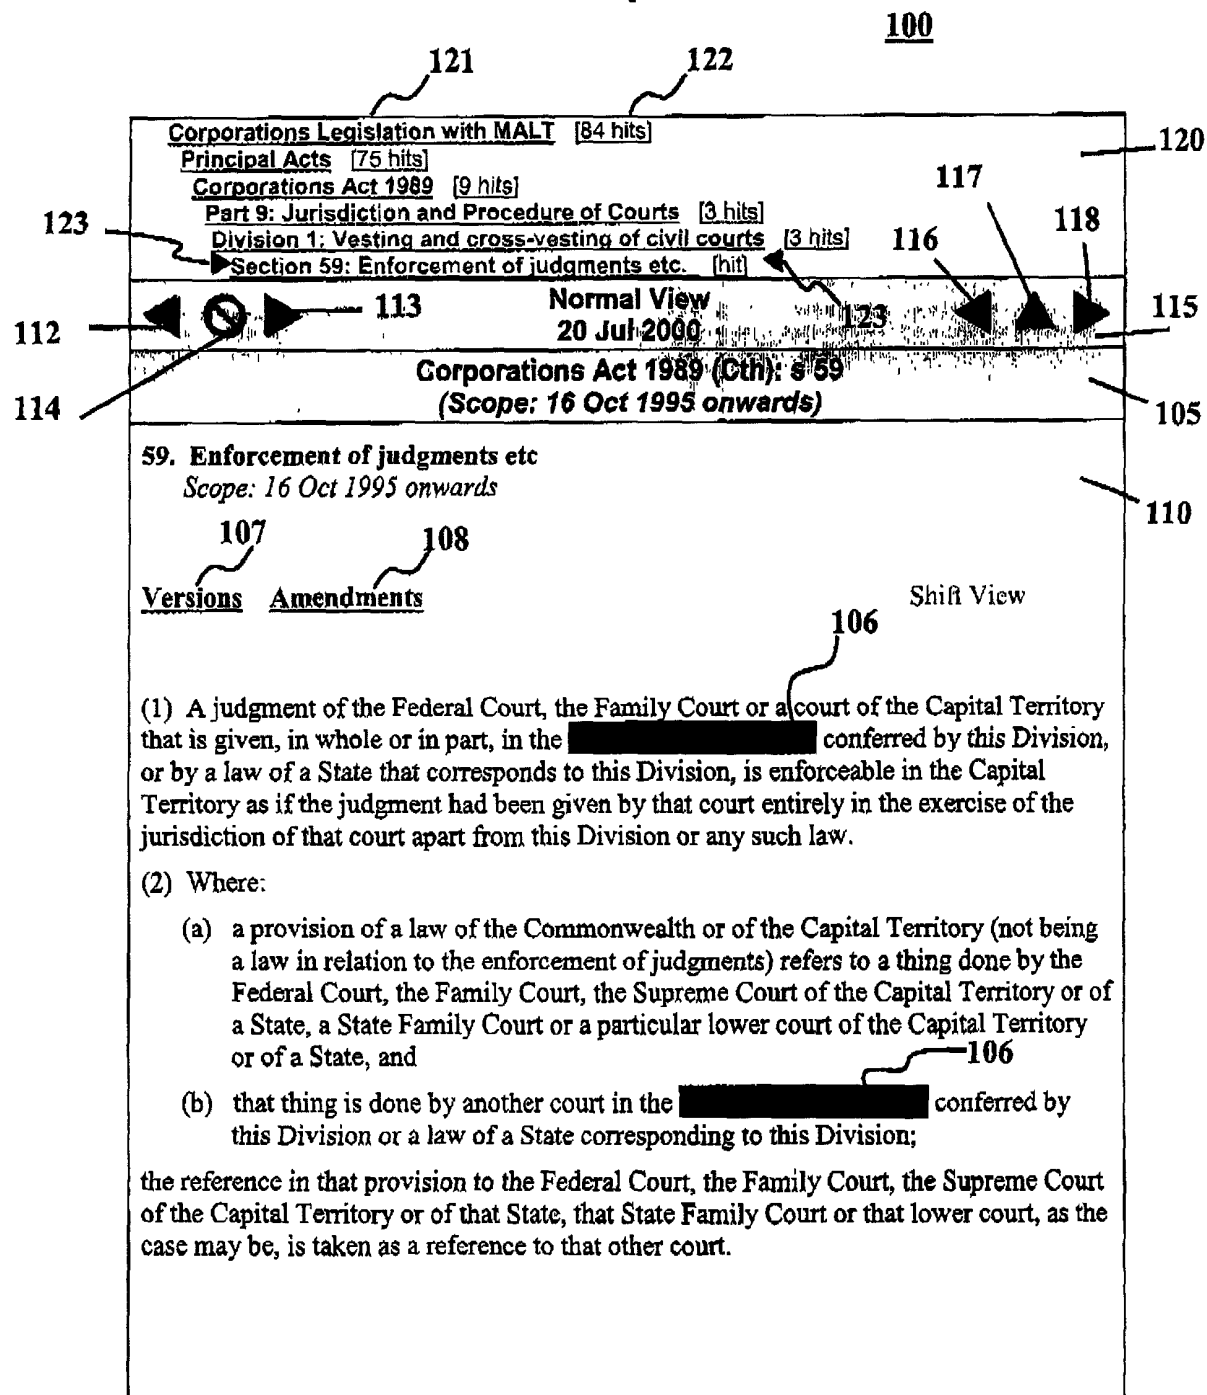 100
121
122
Corporations Legislation with MALT [84 hits]
120
Principal Acts [75 hits]
117
Corporations Act 1989 [9 hits]
118
123
Part 9: Jurisdiction and Procedure of Courts [3 hits]
116
Division 1: Vesting and cross-vesting of civil courts [3 hits]
Section 59: Enforcement of judgments etc. [hit]
113
Normal View
123
115
112
20 Jul 2000
114
Corporations Act 1989 (Cth): s 59
(Scope: 16 Oct 1995 onwards)
105
59. Enforcement of judgments etc
Scope: 16 Oct 1995 onwards
110
107
108
Versions Amendments Shift View
106
(1) A judgment of the Federal Court, the Family Court or a court of the Capital Territory
that is given, in whole or in part, in the conferred by this Division,
or by a law of a State that corresponds to this Division, is enforceable in the Capital
Territory as if the judgment had been given by that court entirely in the exercise of the
jurisdiction of that court apart from this Division or any such law.
(2) Where:
(a) a provision of a law of the Commonwealth or of the Capital Territory (not being
a law in relation to the enforcement of judgments) refers to a thing done by the
Federal Court, the Family Court, the Supreme Court of the Capital Territory or of
a State, a State Family Court or a particular lower court of the Capital Territory
or of a State, and
106
(b) that thing is done by another court in the conferred by
this Division or a law of a State corresponding to this Division;
the reference in that provision to the Federal Court, the Family Court, the Supreme Court
of the Capital Territory or of that State, that State Family Court or that lower court, as the
case may be, is taken as a reference to that other court.